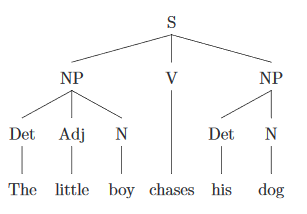 S
NP V NP
Det Adj N Det N
The little boy chases his dog